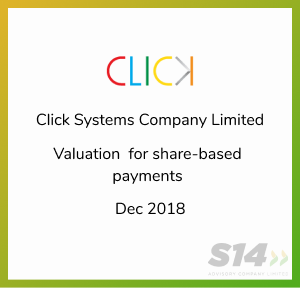 CLICK
Click Systems Company Limited
Valuation for share-based
payments
Dec 2018
S14
ADVISORY COMPANY LIMITED